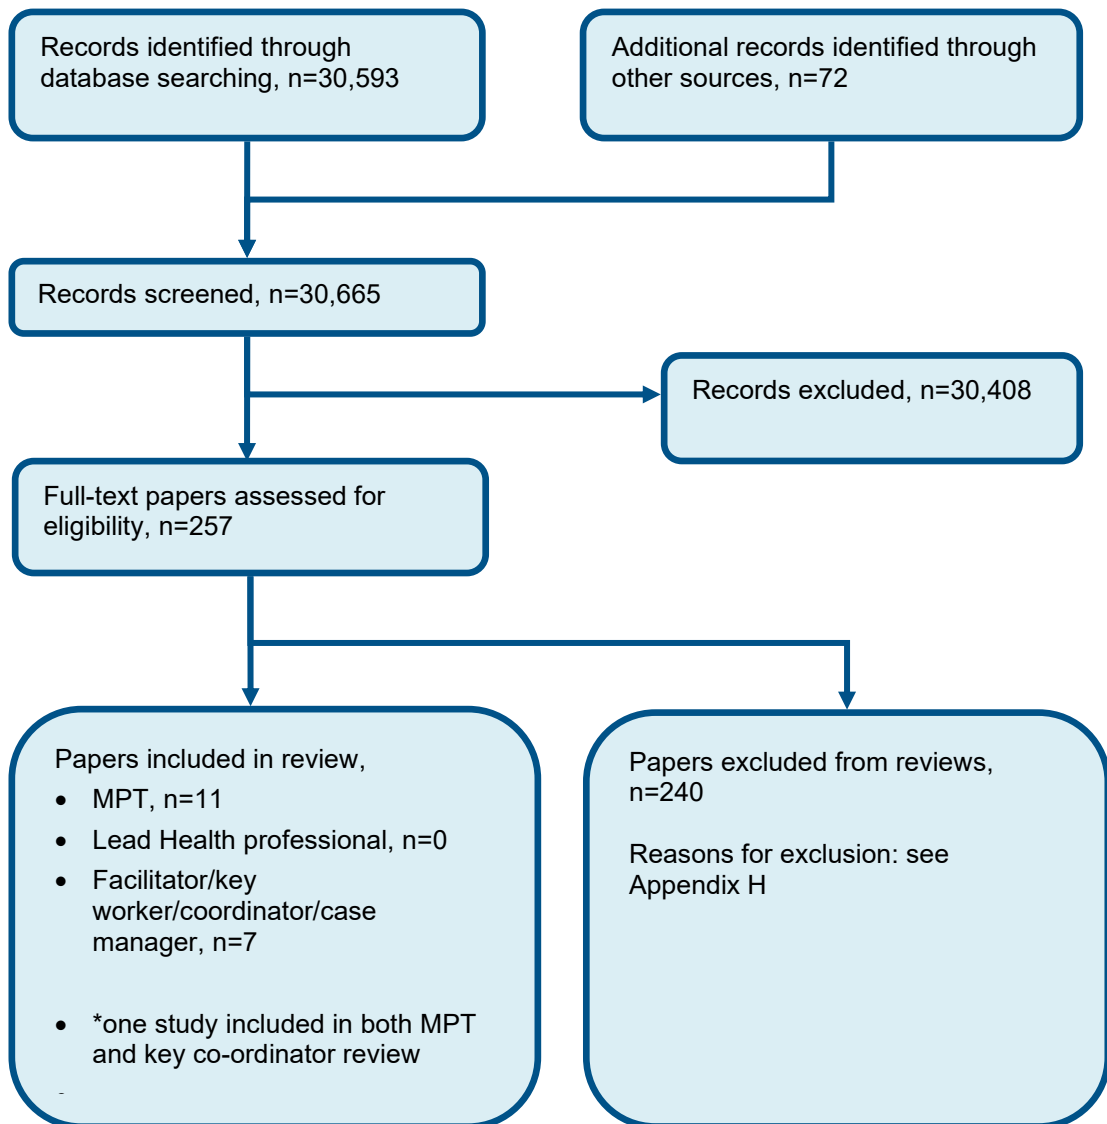 Records identified through
database searching, n=30,593
Additional records identified through
other sources, n=72
Records screened, n=30,665
Records excluded, n=30,408
Full-text papers assessed for
eligibility, n=257
Papers included in review,
• MPT, n=11
• Lead Health professional, n=0
• Facilitator/key
worker/coordinator/case
manager, n=7
• *one study included in both MPT
and key co-ordinator review
Papers excluded from reviews,
n=240
Reasons for exclusion: see
Appendix H